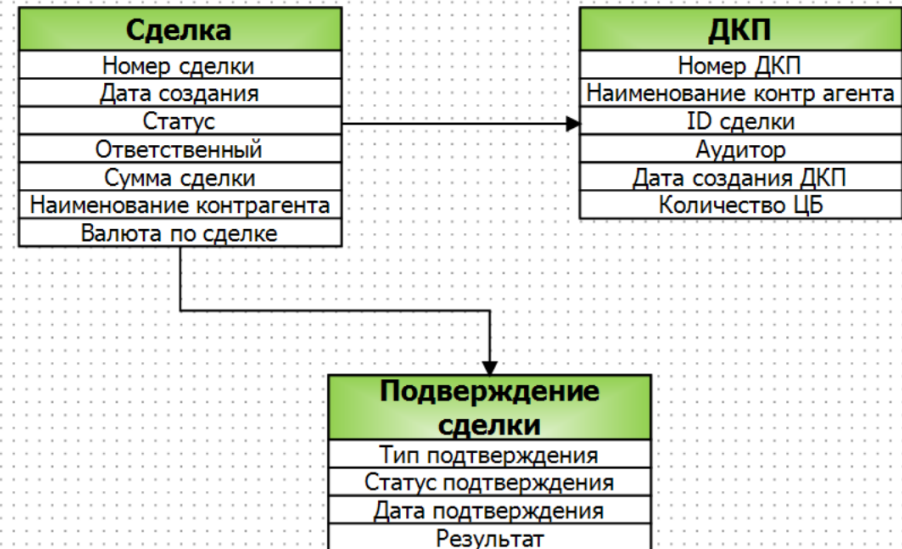 Сделка
Номер сделки
Дата создания
Статус
Ответственный
Сумма сделки
Наименование контрагента
Валюта по сделке
ДКП
Номер ДКП
Наименование контр агента
ID сделки
Аудитор
Дата создания ДКП
Количество ЦБ
Подверждение
сделки
Тип подтверждения
Статус подтверждения
Дата подтверждения
Результат